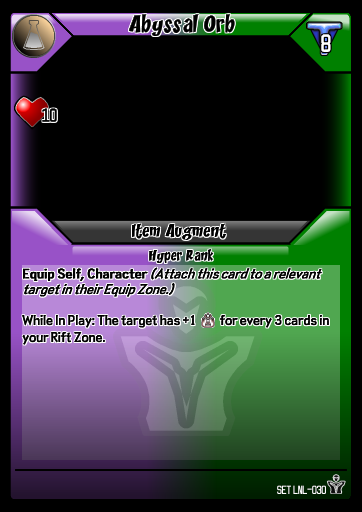 Abyssal Orb
8
10
Item Augment
Hyper Rank
Equip Self, Character (Attach this card to a relevant
target in their Equip Zone.)
While In Play: The target has +1 for every 3 cards in
your Rift Zone.
SET LNL-030